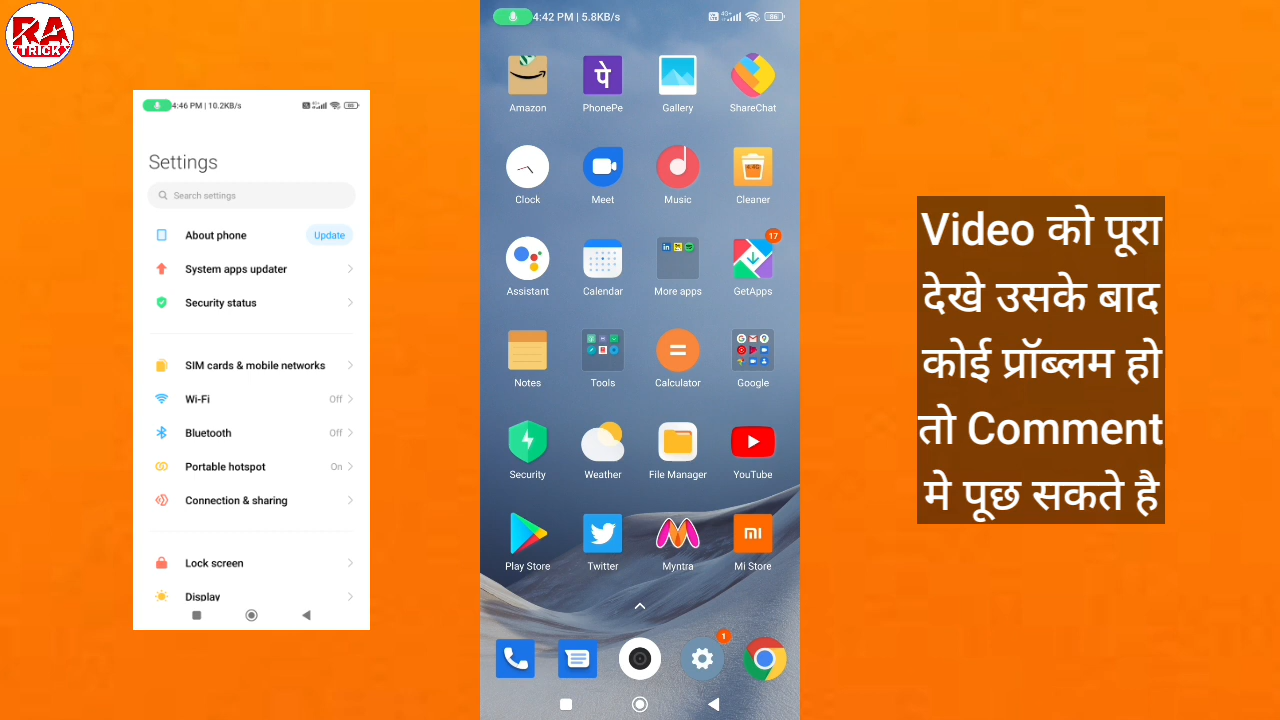 RA
TRICK
4:46 PM | 10.2KB/s
Settings
Search settings
About phone
Update
System apps updater
Security status
SIM cards & mobile networks
Wi-Fi
Off
Bluetooth
Off
Portable hotspot
On
Connection & sharing
Lock screen
Display
4:42 PM | 5.8KB/s
4G+
86
Amazon
पे
PhonePe
Gallery
ShareChat
Clock
Meet
Music
Cleaner
Assistant
Calendar
More apps
17
GetApps
Notes
Tools
Calculator
Google
Security
Weather
File Manager
YouTube
Play Store
Twitter
Myntra
mi
Mi Store
1
Video को पूरा
देखे उसके बाद
कोई प्रॉब्लम हो
तो Comment
मे पूछ सकते है